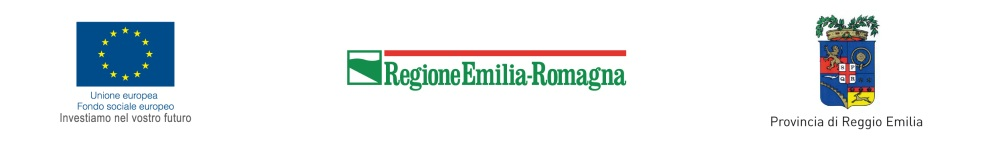 Unione europea
Fondo sociale europeo
Investiamo nel vostro futuro
RegioneEmilia-Romagna
Provincia di Reggio Emilia